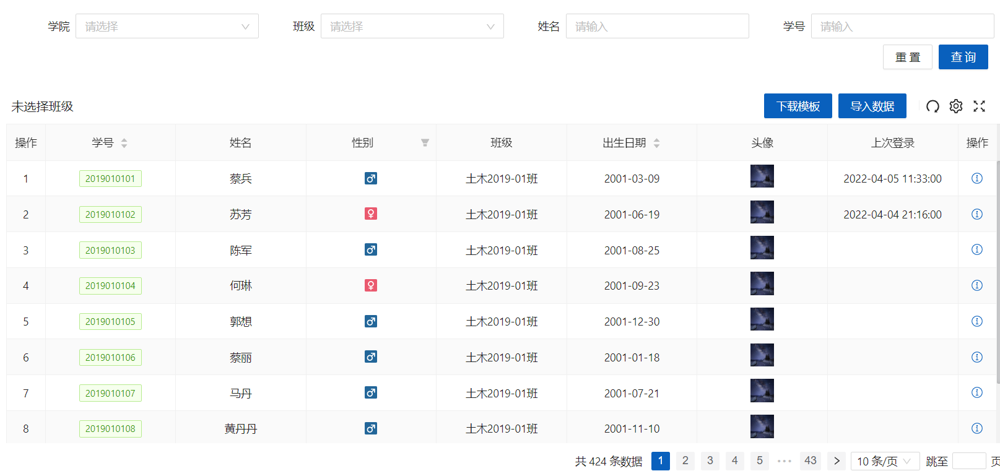 学院 请选择 班级 请选择 姓名 请输入 学号 请输入
重置 查询
未选择班级 下载模板 导入数据
操作 学号 姓名 性别 班级 出生日期 头像 上次登录 操作
1 2019010101 蔡兵 土木2019-01班 2001-03-09 2022-04-05 11:33:00
2 2019010102 苏芳 土木2019-01班 2001-06-19 2022-04-04 21:16:00
3 2019010103 陈军 土木2019-01班 2001-08-25
4 2019010104 何琳 土木2019-01班 2001-09-23
5 2019010105 郭想 土木2019-01班 2001-12-30
6 2019010106 蔡丽 土木2019-01班 2001-01-18
7 2019010107 马丹 土木2019-01班 2001-07-21
8 2019010108 黄丹丹 土木2019-01班 2001-11-10
共 424 条数据 1 2 3 4 5 ••• 43 > 10 条/页 跳至 页